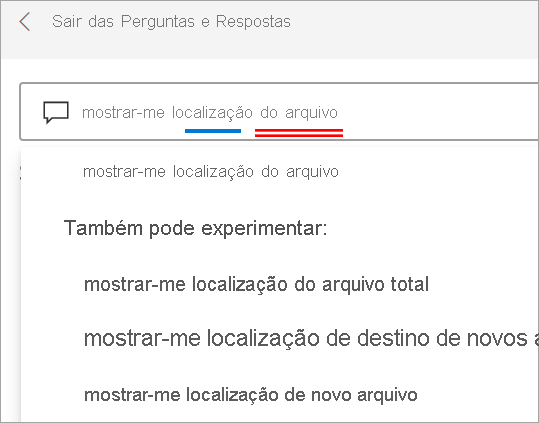 Sair das Perguntas e Respostas
mostrar-me localização do arquivo
mostrar-me localização do arquivo
Também pode experimentar:
mostrar-me localização do arquivo total
mostrar-me localização de destino de novos a
mostrar-me localização de novo arquivo